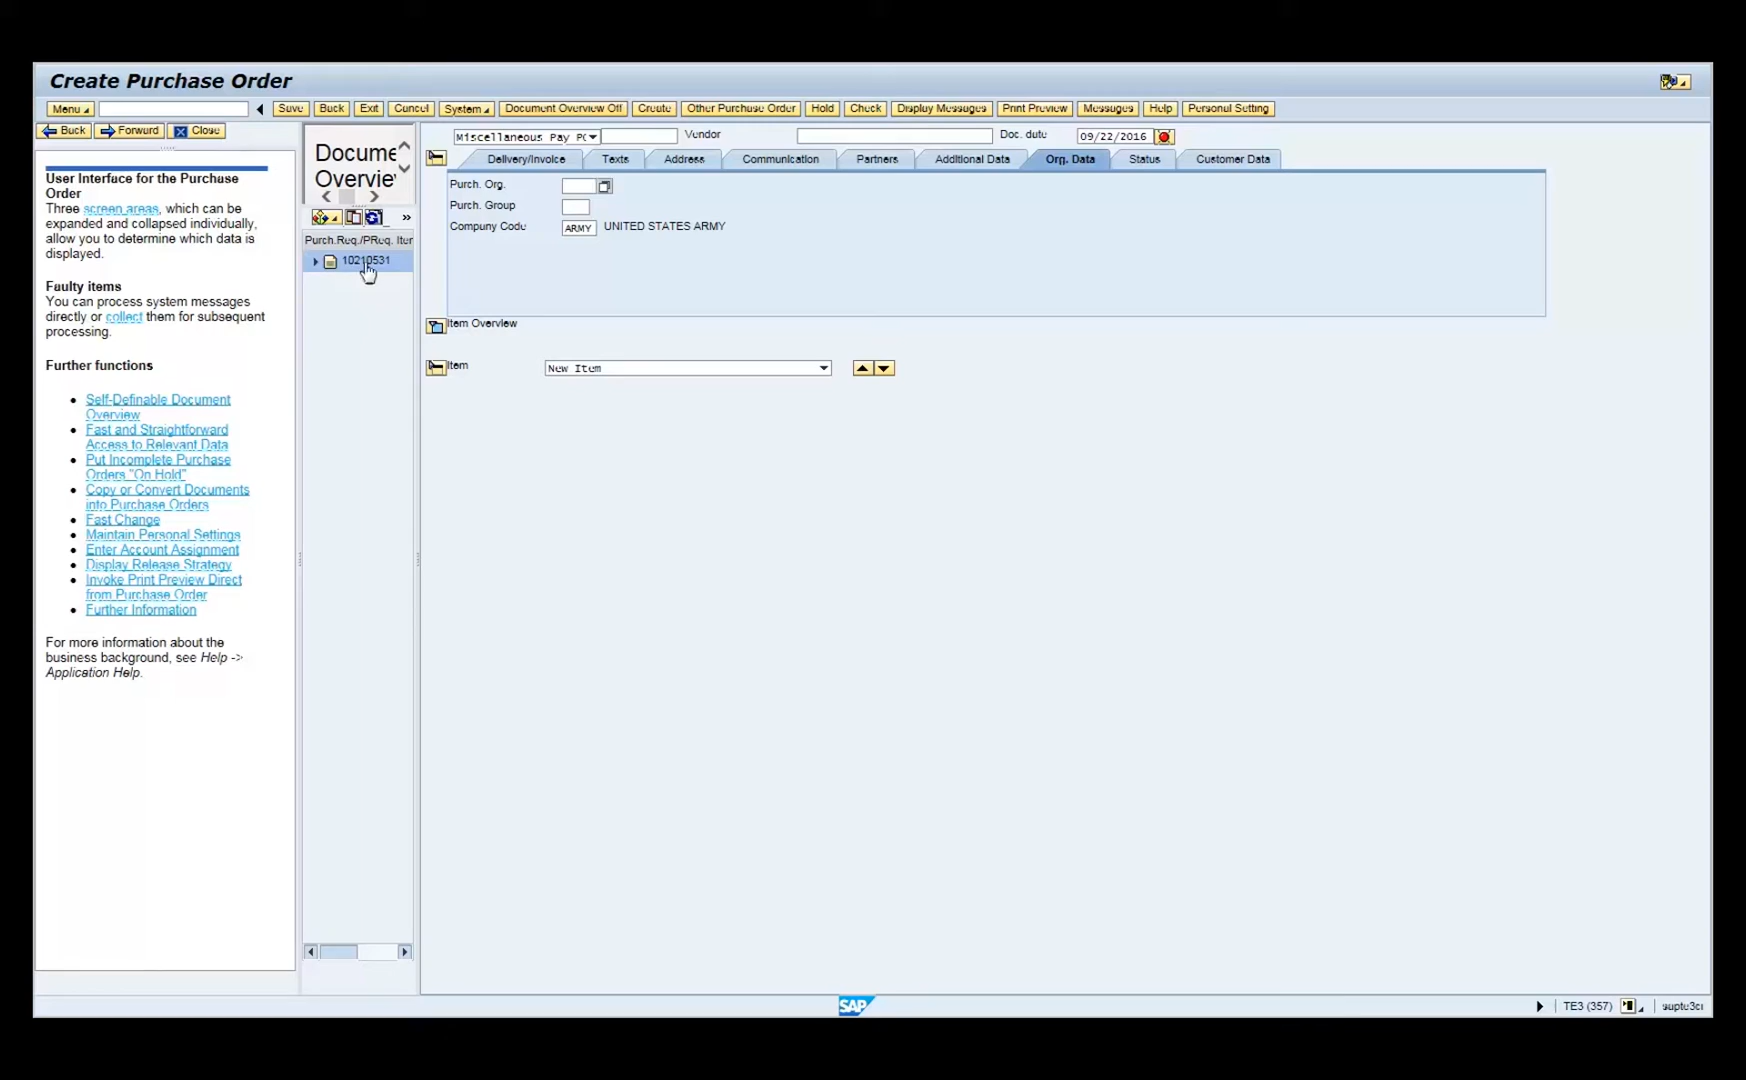 Create Purchase Order
Menu Save Back Exit Cancel System Document Overview Off Create Other Purchase Order Hold Check Display Messages Print Preview Messages Help Personal Setting
Back Forward Close
User Interface for the Purchase
Order
Three screen areas, which can be
expanded and collapsed individually,
allow you to determine which data is
displayed.
Faulty items
You can process system messages
directly or collect them for subsequent
processing.
Further functions
Self-Definable Document
Overview
Fast and Straightforward
Access to Relevant Data
Put Incomplete Purchase
Orders "On Hold"
Copy or Convert Documents
into Purchase Orders
Fast Change
Maintain Personal Settings
Enter Account Assignment
Display Release Strategy
Invoke Print Preview Direct
from Purchase Order
Further Information
For more information about the
business background, see Help ->
Application Help.
Docume
Overvie
Purch.Req./PReq. Iter
10210531
Miscellaneous Pay PO Vendor Doc. date 09/22/2016
Delivery/Invoice Texts Address Communication Partners Additional Data Org. Data Status Customer Data
Purch. Org.
Purch. Group
Company Code ARMY UNITED STATES ARMY
Item Overview
Item New Item
SAP TE3 (357)